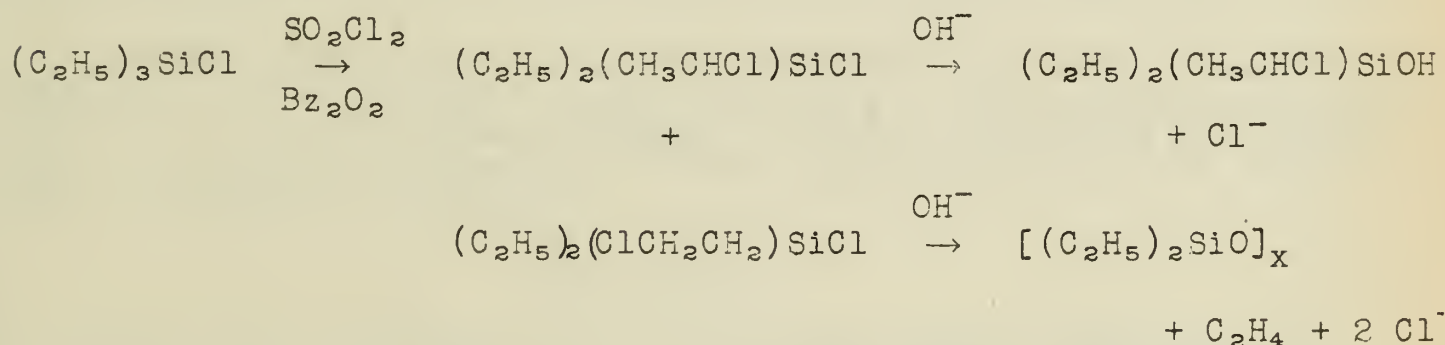 SO₂Cl₂ OH⁻
(C₂H₅)₃SiCl → (C₂H₅)₂(CH₃CHCl)SiCl → (C₂H₅)₂(CH₃CHCl)SiOH
Bz₂O₂
+ + Cl⁻
OH⁻
(C₂H₅)₂(ClCH₂CH₂)SiCl → [(C₂H₅)₂SiO]ₓ
+ C₂H₄ + 2 Cl⁻